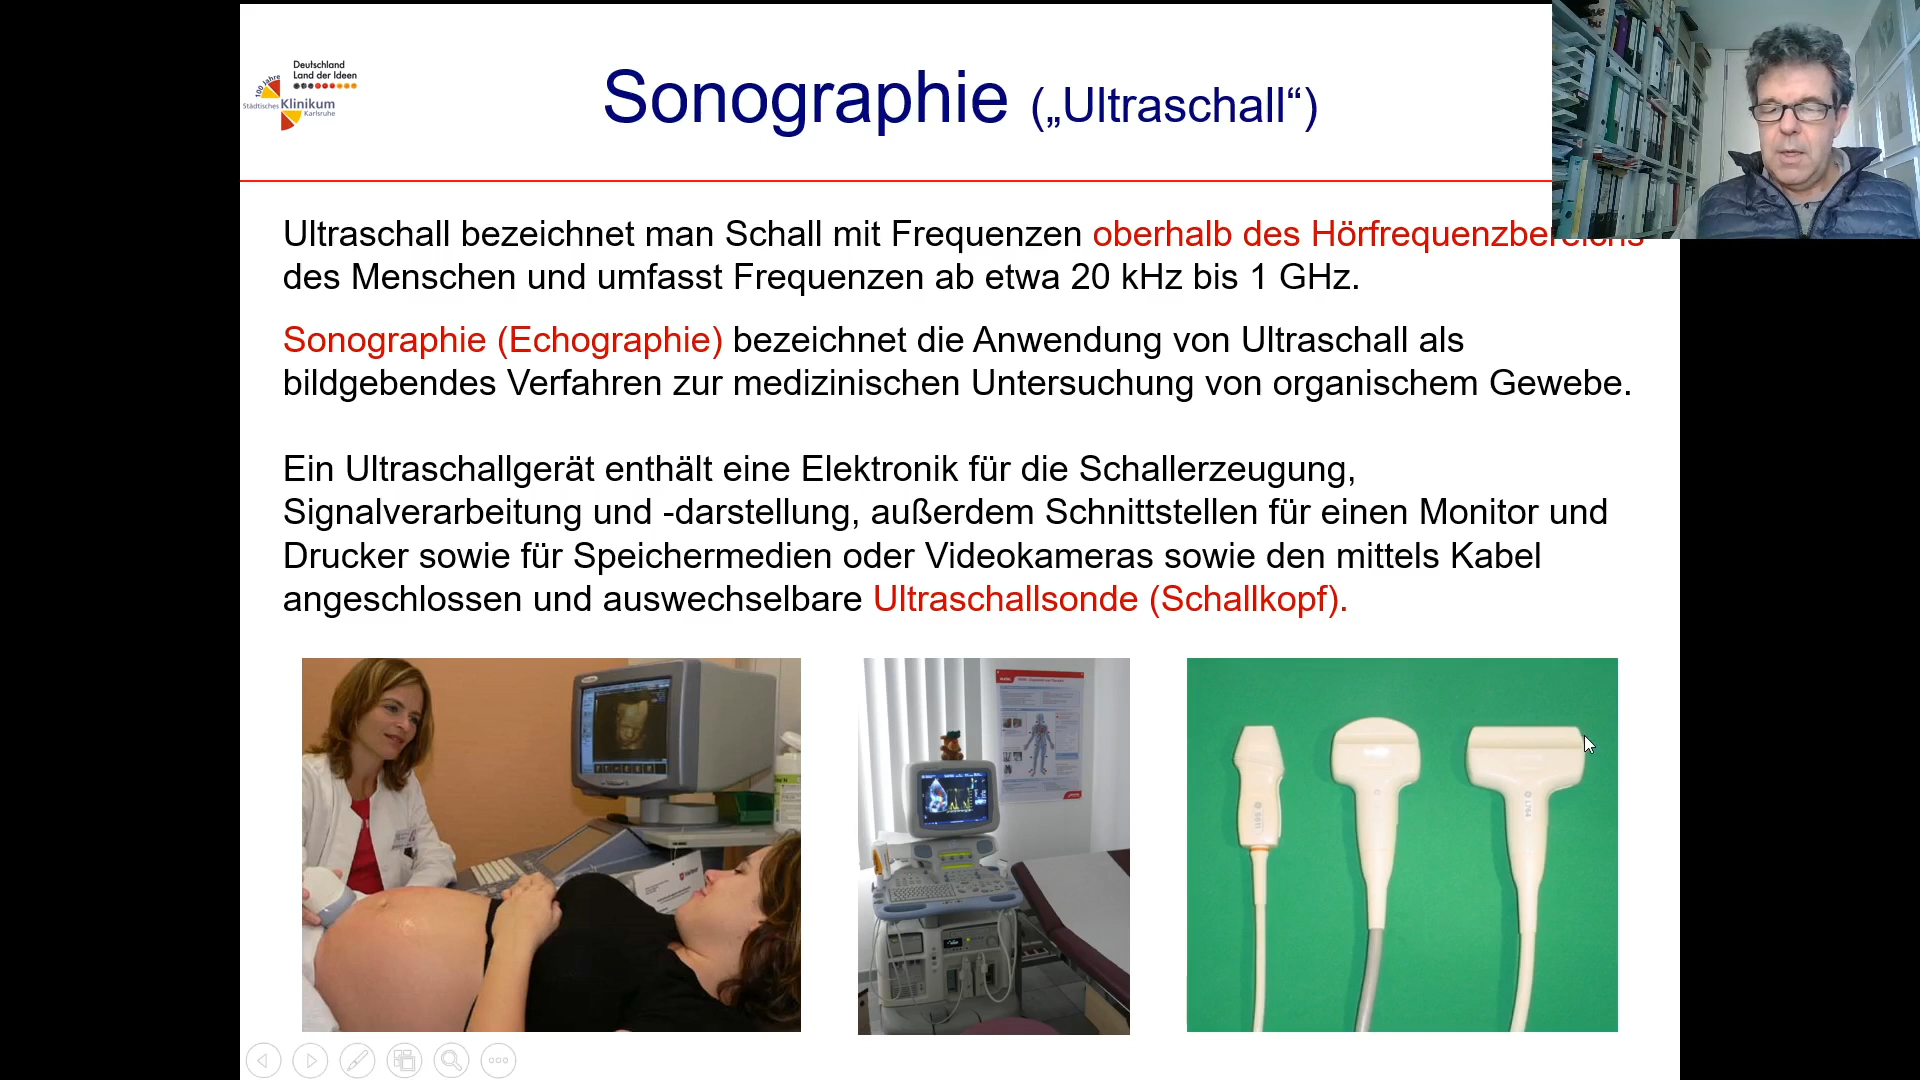 Deutschland
Land der Ideen
100 Jahre
Städtisches Klinikum
Karlsruhe
Sonographie („Ultraschall“)
Ultraschall bezeichnet man Schall mit Frequenzen oberhalb des Hörfrequenzbereichs
des Menschen und umfasst Frequenzen ab etwa 20 kHz bis 1 GHz.
Sonographie (Echographie) bezeichnet die Anwendung von Ultraschall als
bildgebendes Verfahren zur medizinischen Untersuchung von organischem Gewebe.
Ein Ultraschallgerät enthält eine Elektronik für die Schallerzeugung,
Signalverarbeitung und -darstellung, außerdem Schnittstellen für einen Monitor und
Drucker sowie für Speichermedien oder Videokameras sowie den mittels Kabel
angeschlossen und auswechselbare Ultraschallsonde (Schallkopf).